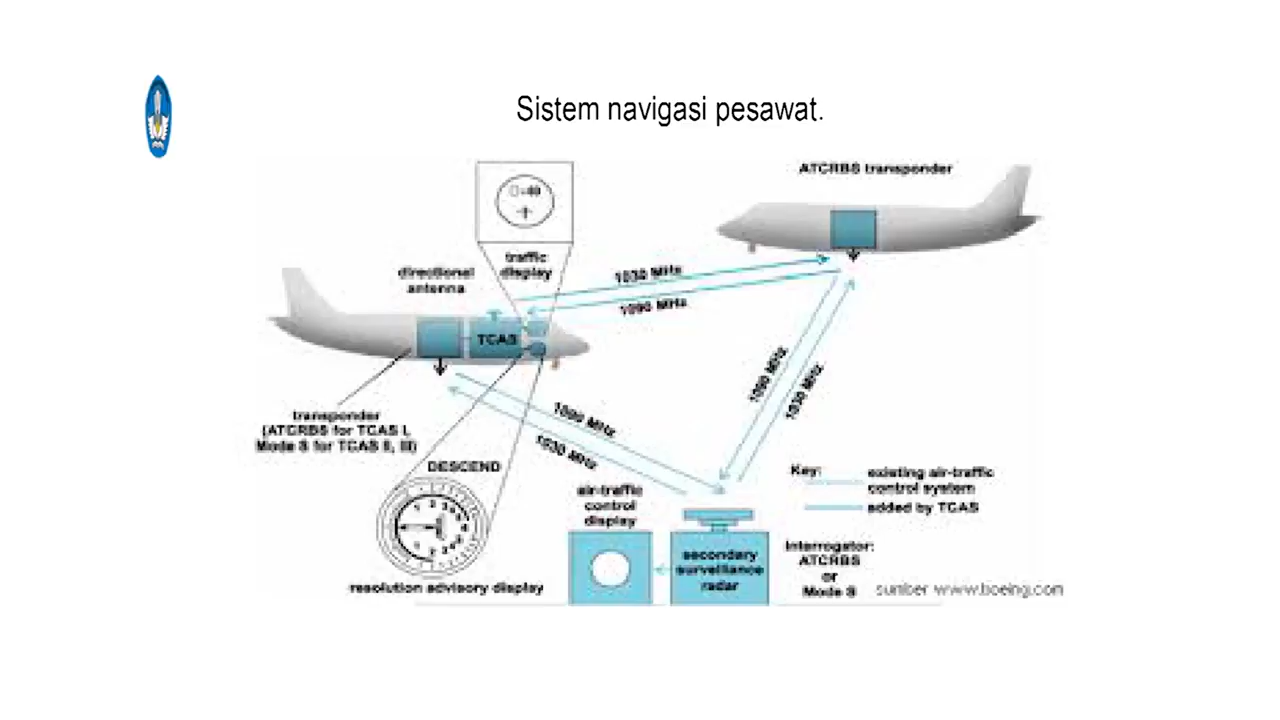 Sistem navigasi pesawat.
ATCRBS transponder
traffic
display
directional
antenna
1030 MHz
1090 MHz
TCAS
1090 MHz
1030 MHz
transponder
(ATCRBS for TCAS I,
Mode S for TCAS II, III)
1090 MHz
1030 MHz
DESCEND
Key:
existing air-traffic
control system
added by TCAS
air-traffic
control
display
secondary
surveillance
radar
Interrogator:
ATCRBS
or
Mode S
resolution advisory display
sumber www.boeing.com